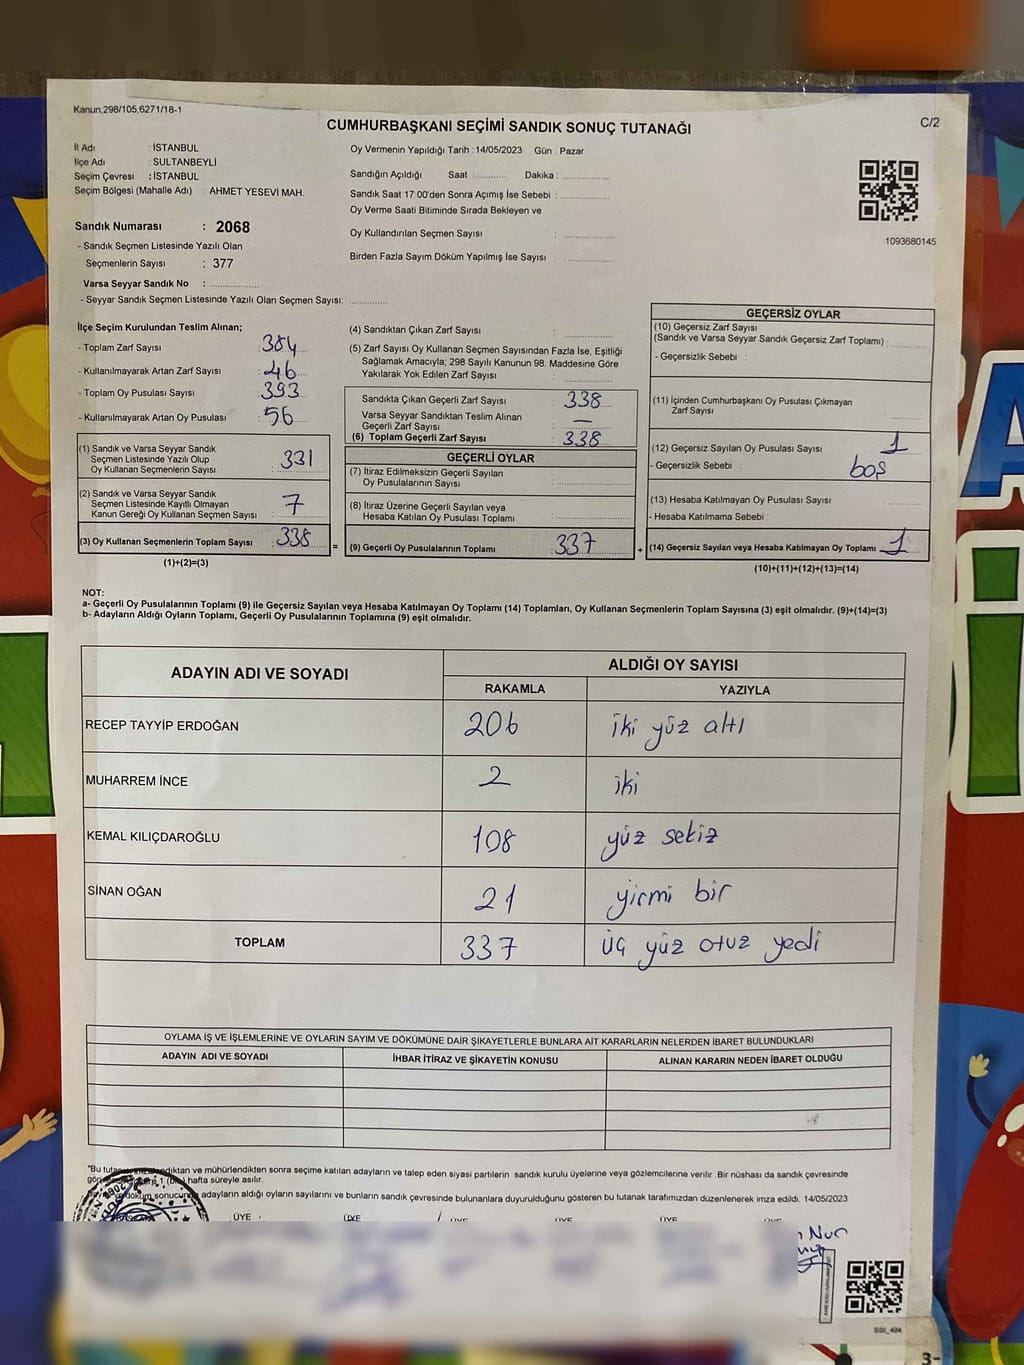 Kanun:298/105,6271/18-1
CUMHURBAŞKANI SEÇİMİ SANDIK SONUÇ TUTANAĞI
C/2
İl Adı : İSTANBUL
İlçe Adı : SULTANBEYLİ
Seçim Çevresi : İSTANBUL
Seçim Bölgesi (Mahalle Adı) : AHMET YESEVİ MAH.
Oy Vermenin Yapıldığı Tarih : 14/05/2023 Gün : Pazar
Sandığın Açıldığı Saat ........... Dakika : ...............
Sandık Saat 17:00'den Sonra Açımış İse Sebebi : ...............
Oy Verme Saati Bitiminde Sırada Bekleyen ve
Oy Kullandırılan Seçmen Sayısı : ...............
Birden Fazla Sayım Döküm Yapılmış İse Sayısı : ...............
1093680145
Sandık Numarası : 2068
- Sandık Seçmen Listesinde Yazılı Olan
Seçmenlerin Sayısı : 377
Varsa Seyyar Sandık No : ...............
- Seyyar Sandık Seçmen Listesinde Yazılı Olan Seçmen Sayısı: ...........
İlçe Seçim Kurulundan Teslim Alınan;
- Toplam Zarf Sayısı : 384
- Kullanılmayarak Artan Zarf Sayısı : 46
- Toplam Oy Pusulası Sayısı : 393
- Kullanılmayarak Artan Oy Pusulası : 56
(1) Sandık ve Varsa Seyyar Sandık
Seçmen Listesinde Yazılı Olup
Oy Kullanan Seçmenlerin Sayısı : 331
(2) Sandık ve Varsa Seyyar Sandık
Seçmen Listesinde Kayıtlı Olmayan
Kanun Gereği Oy Kullanan Seçmen Sayısı : 7
(3) Oy Kullanan Seçmenlerin Toplam Sayısı : 338
(1)+(2)=(3)
(4) Sandıktan Çıkan Zarf Sayısı : ...............
(5) Zarf Sayısı Oy Kullanan Seçmen Sayısından Fazla İse, Eşitliği
Sağlamak Amacıyla; 298 Sayılı Kanunun 98. Maddesine Göre
Yakılarak Yok Edilen Zarf Sayısı : ...............
Sandıkta Çıkan Geçerli Zarf Sayısı : 338
Varsa Seyyar Sandıktan Teslim Alınan
Geçerli Zarf Sayısı : —
(6) Toplam Geçerli Zarf Sayısı : 338
GEÇERLİ OYLAR
(7) İtiraz Edilmeksizin Geçerli Sayılan
Oy Pusulalarının Sayısı : ...............
(8) İtiraz Üzerine Geçerli Sayılan veya
Hesaba Katılan Oy Pusulası Toplamı : ...............
= (9) Geçerli Oy Pusulalarının Toplamı : 337 +
GEÇERSİZ OYLAR
(10) Geçersiz Zarf Sayısı
(Sandık ve Varsa Seyyar Sandık Geçersiz Zarf Toplamı) :
- Geçersizlik Sebebi :
(11) İçinden Cumhurbaşkanı Oy Pusulası Çıkmayan
Zarf Sayısı :
(12) Geçersiz Sayılan Oy Pusulası Sayısı 1
- Geçersizlik Sebebi : boş
(13) Hesaba Katılmayan Oy Pusulası Sayısı
- Hesaba Katılmama Sebebi :
(14) Geçersiz Sayılan veya Hesaba Katılmayan Oy Toplamı 1
(10)+(11)+(12)+(13)=(14)
NOT:
a- Geçerli Oy Pusulalarının Toplamı (9) ile Geçersiz Sayılan veya Hesaba Katılmayan Oy Toplamı (14) Toplamları, Oy Kullanan Seçmenlerin Toplam Sayısına (3) eşit olmalıdır. (9)+(14)=(3)
b- Adayların Aldığı Oyların Toplamı, Geçerli Oy Pusulalarının Toplamına (9) eşit olmalıdır.
ADAYIN ADI VE SOYADI ALDIĞI OY SAYISI
RAKAMLA YAZIYLA
RECEP TAYYİP ERDOĞAN 206 iki yüz altı
MUHARREM İNCE 2 iki
KEMAL KILIÇDAROĞLU 108 yüz sekiz
SİNAN OĞAN 21 yirmi bir
TOPLAM 337 üç yüz otuz yedi
OYLAMA İŞ VE İŞLEMLERİNE VE OYLARIN SAYIM VE DÖKÜMÜNE DAİR ŞİKAYETLERLE BUNLARA AİT KARARLARIN NELERDEN İBARET BULUNDUKLARI
ADAYIN ADI VE SOYADI İHBAR İTİRAZ VE ŞİKAYETİN KONUSU ALINAN KARARIN NEDEN İBARET OLDUĞU
"Bu tutanak sandıktan ve mühürlendikten sonra seçime katılan adayların ve talep eden siyasi partilerin sandık kurulu üyelerine veya gözlemcilerine verilir. Bir nüshası da sandık çevresinde
1 (bir) hafta süreyle asılır.
döküm sonucunda adayların aldığı oyların sayılarını ve bunların sandık çevresinde bulunanlara duyurulduğunu gösteren bu tutanak tarafımızdan düzenlenerek imza edildi. 14/05/2023
BAŞKAN ÜYE ÜYE ÜYE ÜYE ÜYE ÜYE
Nur
SSI_404
3-